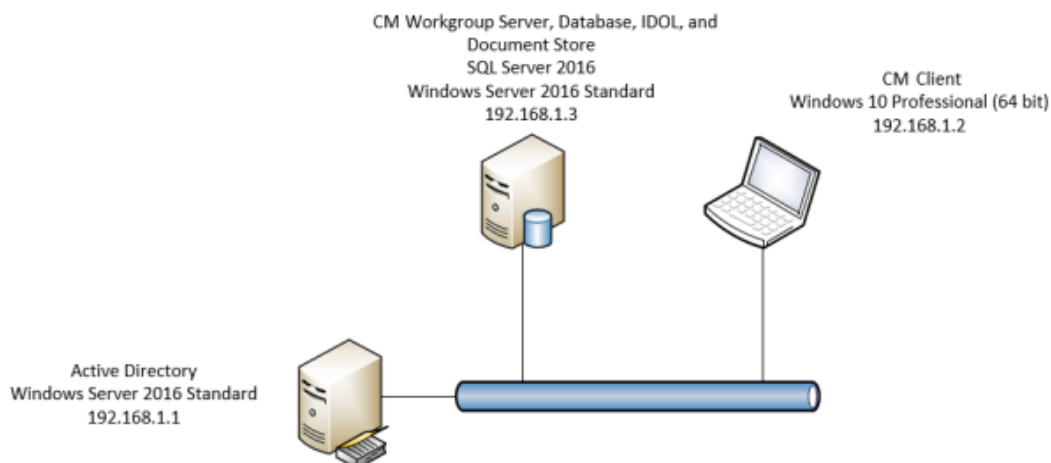 CM Workgroup Server, Database, IDOL, and
Document Store
SQL Server 2016
Windows Server 2016 Standard
192.168.1.3
CM Client
Windows 10 Professional (64 bit)
192.168.1.2
Active Directory
Windows Server 2016 Standard
192.168.1.1